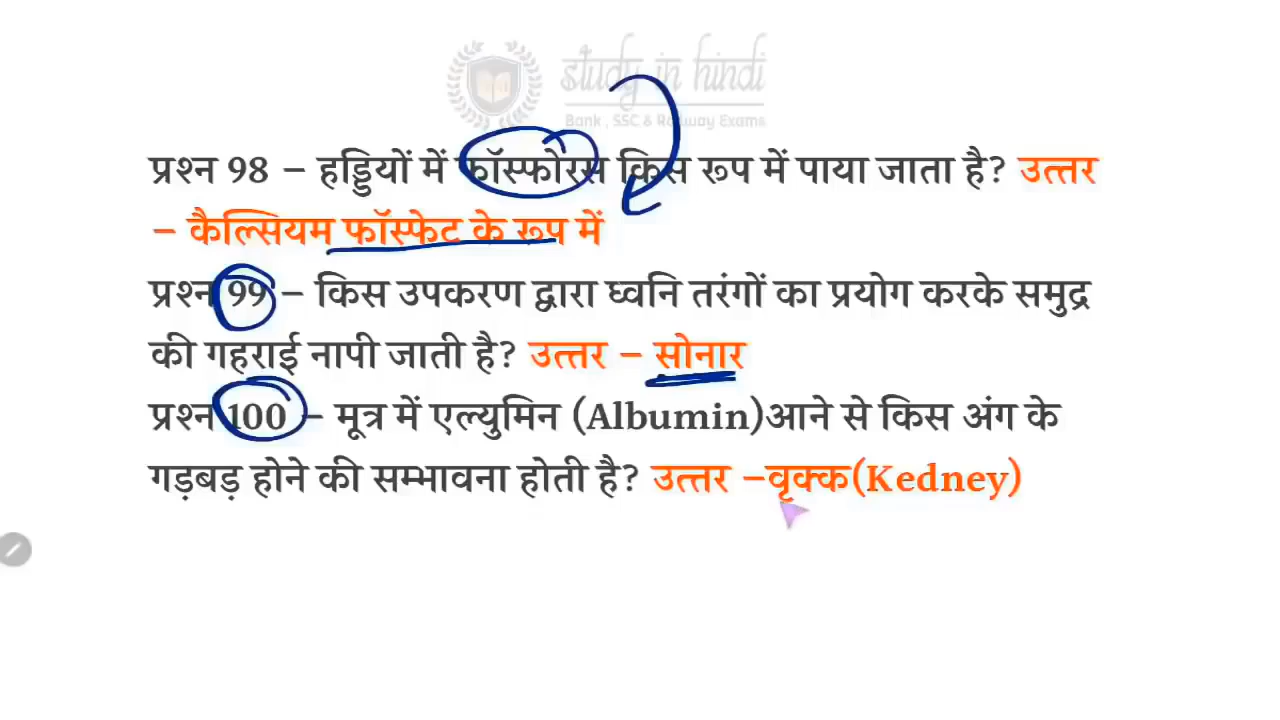 study in hindi
Bank , SSC & Railway Exams
प्रश्न 98 – हड्डियों में फॉस्फोरस किस रूप में पाया जाता है? उत्तर
– कैल्सियम फॉस्फेट के रूप में
प्रश्न 99 – किस उपकरण द्वारा ध्वनि तरंगों का प्रयोग करके समुद्र
की गहराई नापी जाती है? उत्तर – सोनार
प्रश्न 100 – मूत्र में एल्युमिन (Albumin)आने से किस अंग के
गड़बड़ होने की सम्भावना होती है? उत्तर –वृक्क(Kedney)